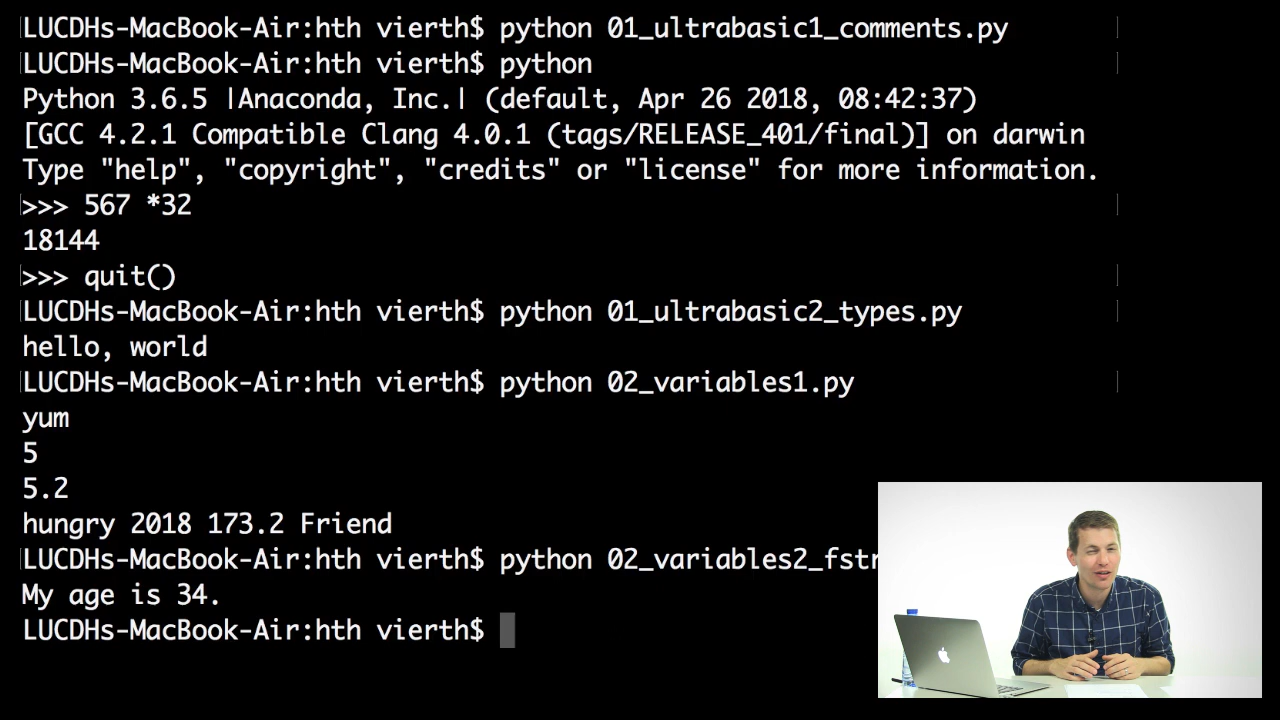 LUCDHs-MacBook-Air:hth vierth$ python 01_ultrabasic1_comments.py
LUCDHs-MacBook-Air:hth vierth$ python
Python 3.6.5 |Anaconda, Inc.| (default, Apr 26 2018, 08:42:37)
[GCC 4.2.1 Compatible Clang 4.0.1 (tags/RELEASE_401/final)] on darwin
Type "help", "copyright", "credits" or "license" for more information.
>>> 567 *32
18144
>>> quit()
LUCDHs-MacBook-Air:hth vierth$ python 01_ultrabasic2_types.py
hello, world
LUCDHs-MacBook-Air:hth vierth$ python 02_variables1.py
yum
5
5.2
hungry 2018 173.2 Friend
LUCDHs-MacBook-Air:hth vierth$ python 02_variables2_fstr
My age is 34.
LUCDHs-MacBook-Air:hth vierth$